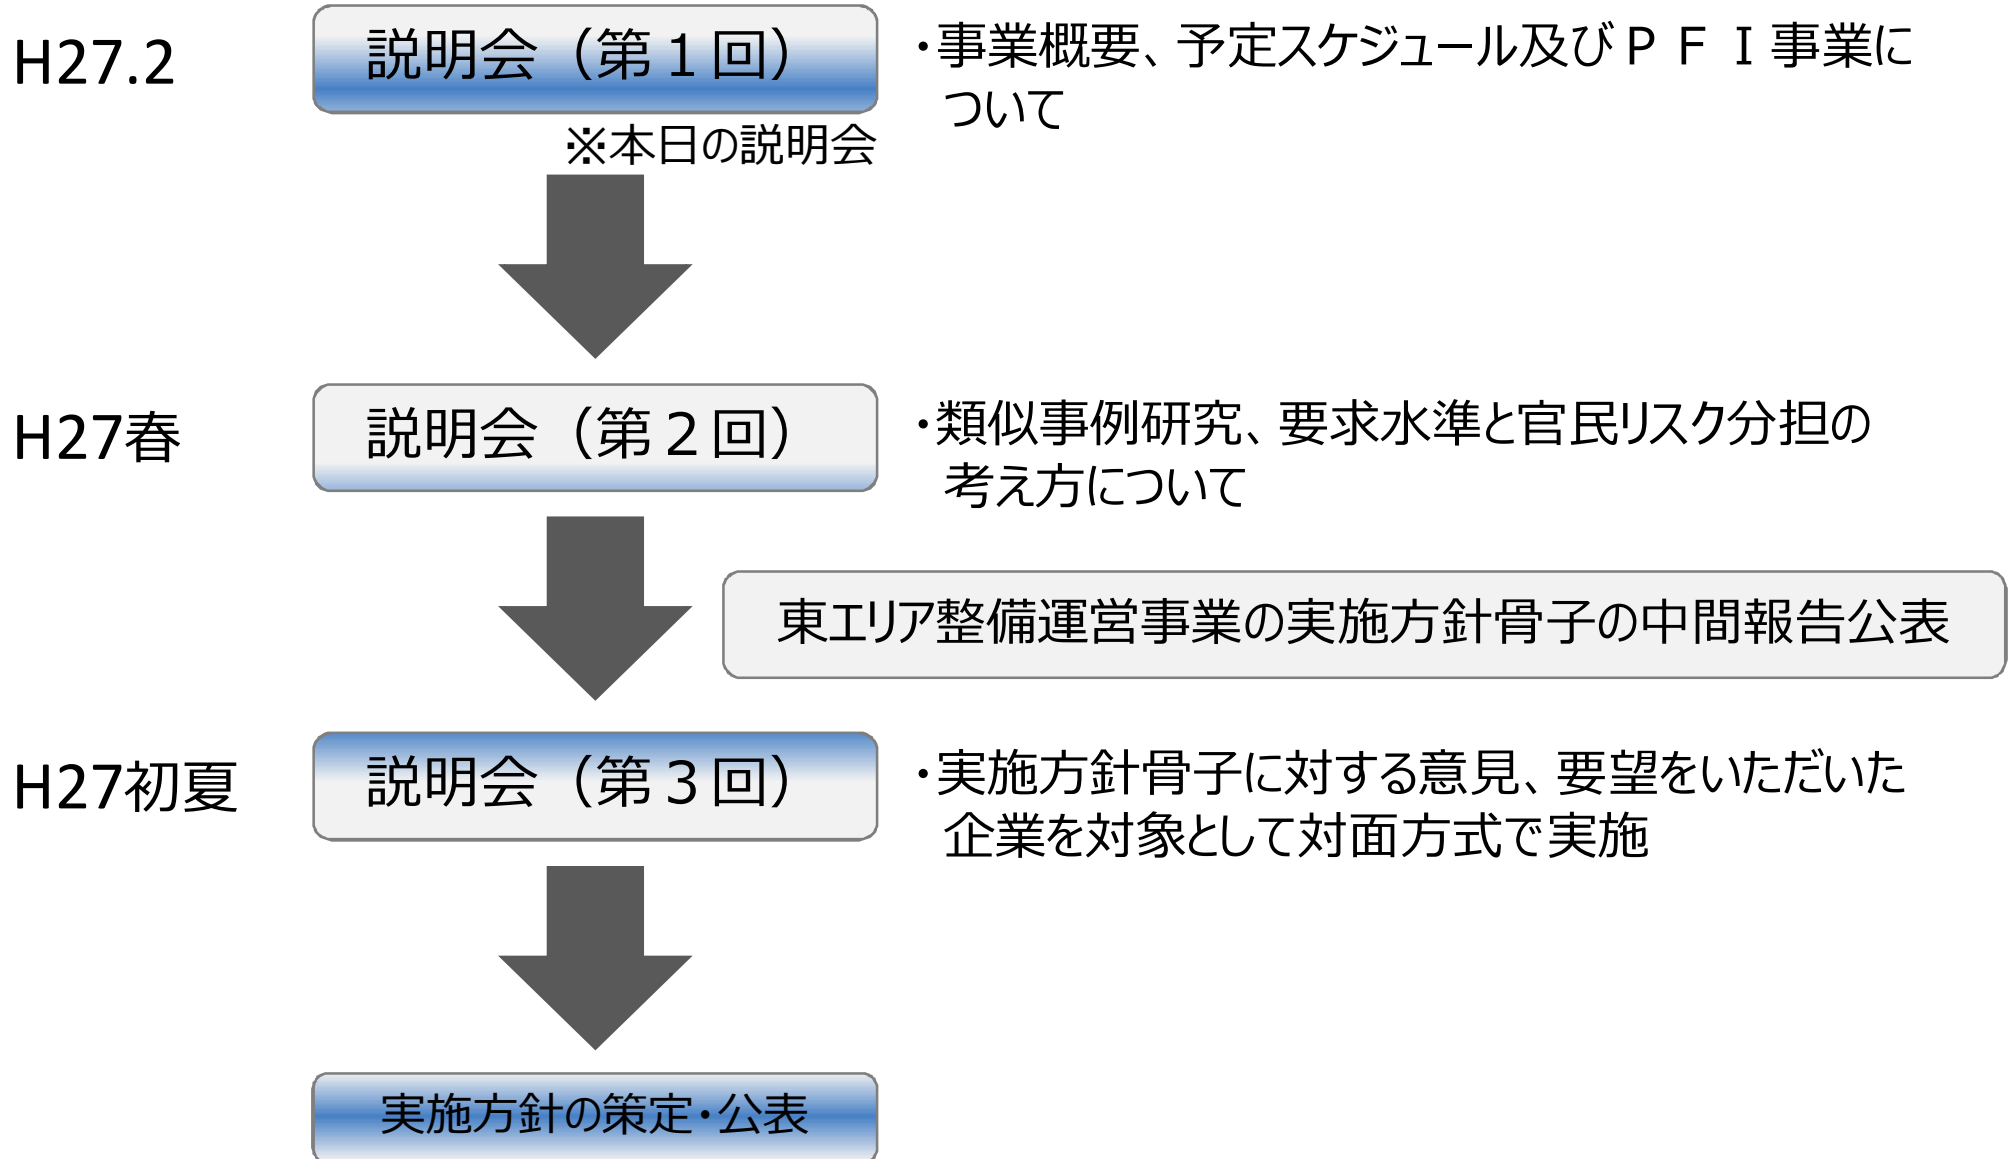 H27.2
説明会（第１回）
・事業概要、予定スケジュール及びＰＦＩ事業に
ついて
※本日の説明会
H27春
説明会（第２回）
・類似事例研究、要求水準と官民リスク分担の
考え方について
東エリア整備運営事業の実施方針骨子の中間報告公表
H27初夏
説明会（第３回）
・実施方針骨子に対する意見、要望をいただいた
企業を対象として対面方式で実施
実施方針の策定・公表